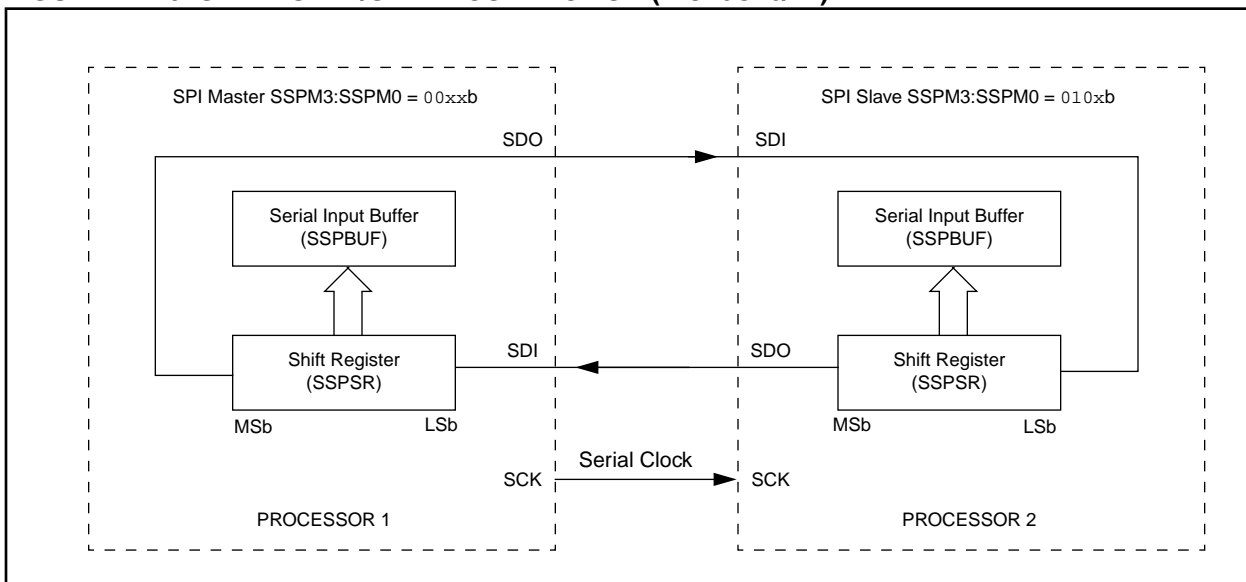 SPI Master SSPM3:SSPM0 = 00xxb
SPI Slave SSPM3:SSPM0 = 010xb
SDO
SDI
Serial Input Buffer
(SSPBUF)
Serial Input Buffer
(SSPBUF)
Shift Register
(SSPSR)
SDI
SDO
Shift Register
(SSPSR)
MSb
LSb
MSb
LSb
Serial Clock
SCK
SCK
PROCESSOR 1
PROCESSOR 2